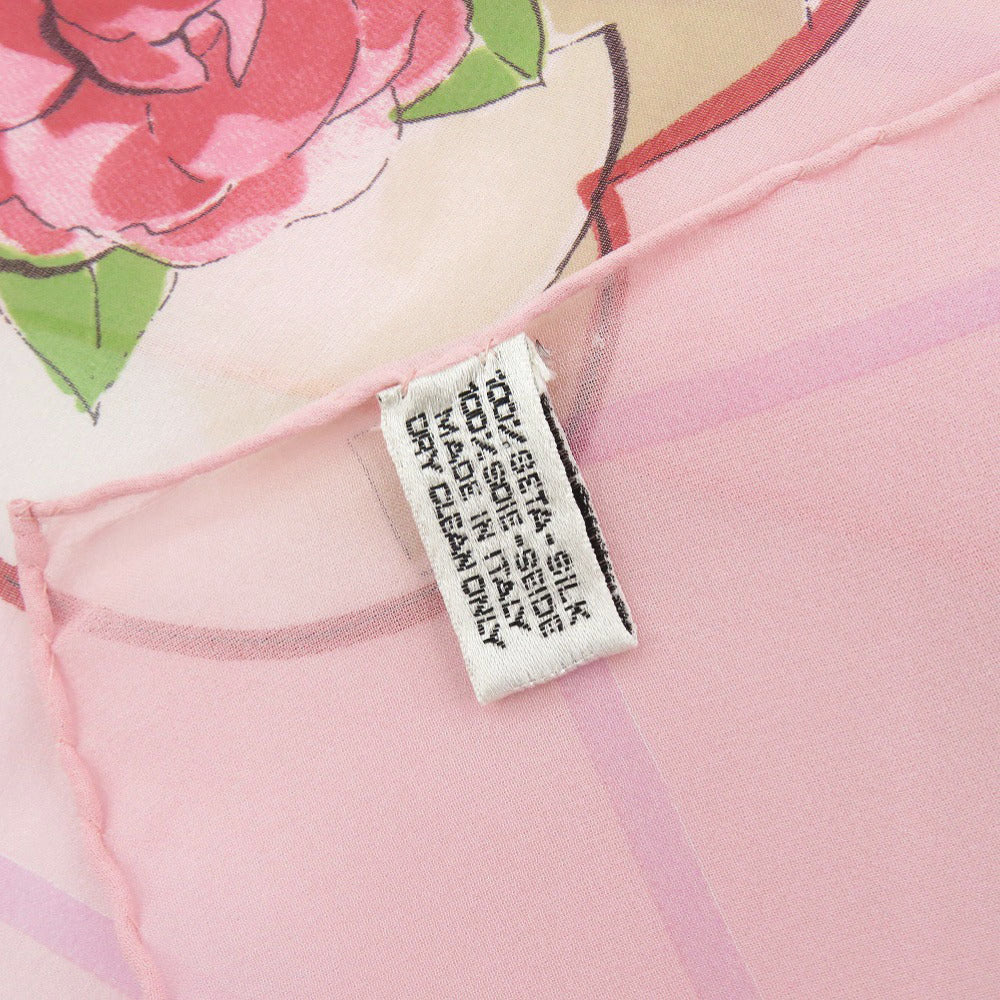 100% SETA-SILK
100% SOIE-SEIDE
MADE IN ITALY
DRY CLEAN ONLY